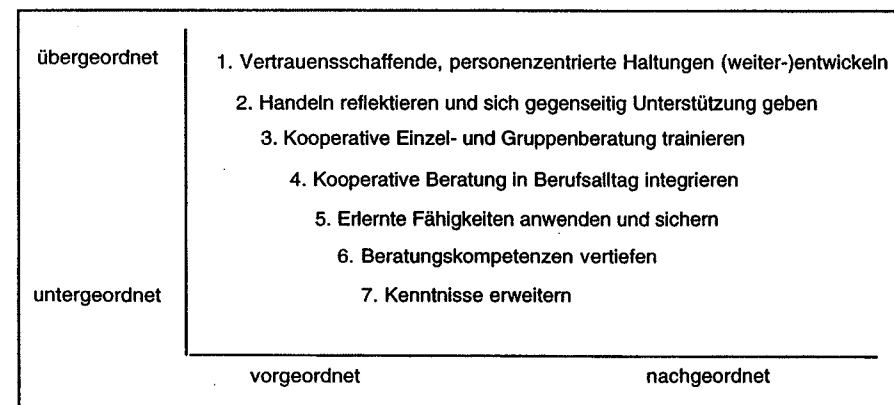 übergeordnet
1. Vertrauensschaffende, personenzentrierte Haltungen (weiter-)entwickeln
2. Handeln reflektieren und sich gegenseitig Unterstützung geben
3. Kooperative Einzel- und Gruppenberatung trainieren
4. Kooperative Beratung in Berufsalltag integrieren
5. Erlernte Fähigkeiten anwenden und sichern
6. Beratungskompetenzen vertiefen
untergeordnet
7. Kenntnisse erweitern
vorgeordnet
nachgeordnet